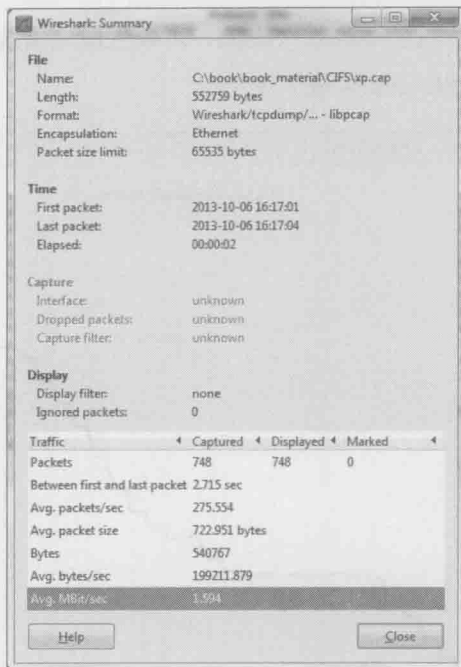 Wireshark: Summary
File
Name: C:\book\book_material\CIFS\xp.cap
Length: 552759 bytes
Format: Wireshark/tcpdump/... - libpcap
Encapsulation: Ethernet
Packet size limit: 65535 bytes
Time
First packet: 2013-10-06 16:17:01
Last packet: 2013-10-06 16:17:04
Elapsed: 00:00:02
Capture
Interface: unknown
Dropped packets: unknown
Capture filter: unknown
Display
Display filter: none
Ignored packets: 0
Traffic Captured Displayed Marked
Packets 748 748 0
Between first and last packet 2.715 sec
Avg. packets/sec 275.554
Avg. packet size 722.951 bytes
Bytes 540767
Avg. bytes/sec 199211.879
Avg. MBit/sec 1.594
Help Close